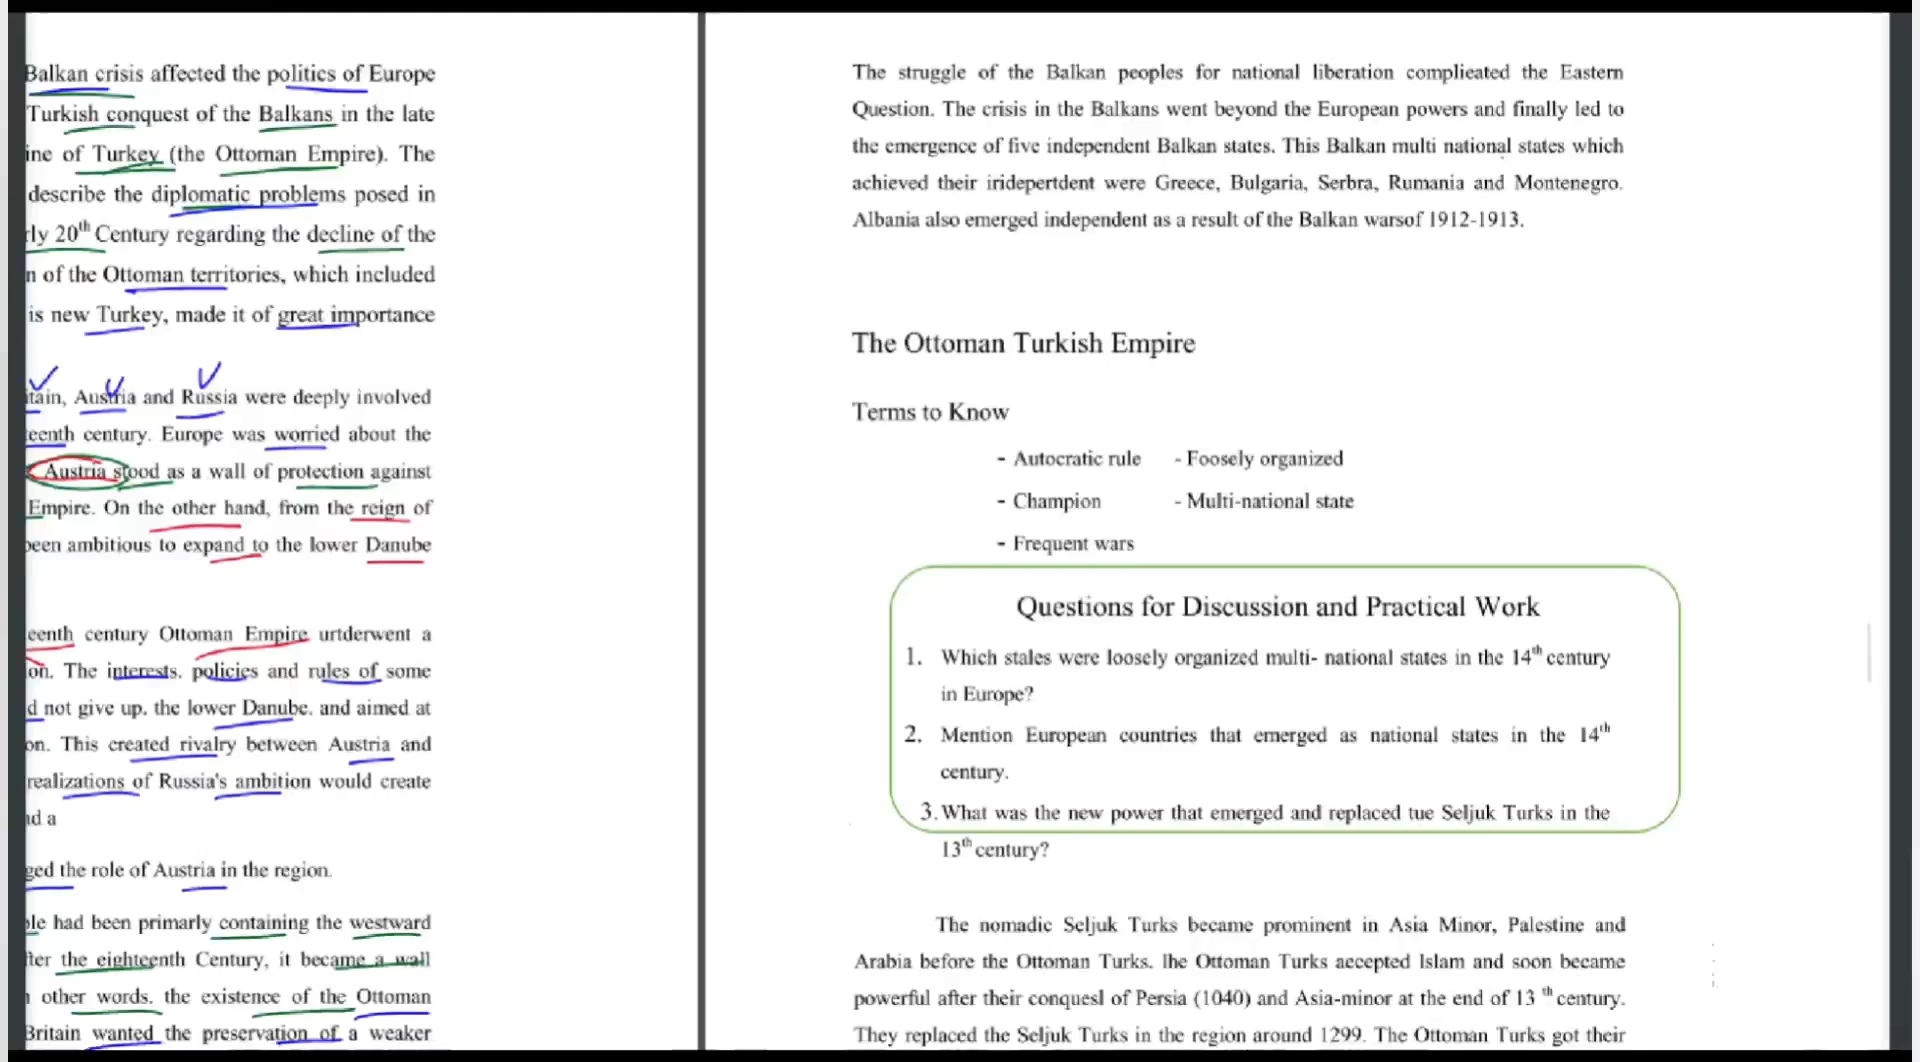 Balkan crisis affected the politics of Europe
Turkish conquest of the Balkans in the late
ine of Turkey (the Ottoman Empire). The
describe the diplomatic problems posed in
rly 20th Century regarding the decline of the
n of the Ottoman territories, which included
is new Turkey, made it of great importance
tain, Austria and Russia were deeply involved
eenth century. Europe was worried about the
Austria stood as a wall of protection against
Empire. On the other hand, from the reign of
been ambitious to expand to the lower Danube
eenth century Ottoman Empire urtderwent a
on. The interests. policies and rules of some
d not give up. the lower Danube. and aimed at
on. This created rivalry between Austria and
realizations of Russia's ambition would create
nd a
ged the role of Austria in the region.
ole had been primarly containing the westward
fter the eighteenth Century, it became a wall
n other words. the existence of the Ottoman
Britain wanted the preservation of a weaker
The struggle of the Balkan peoples for national liberation complieated the Eastern
Question. The crisis in the Balkans went beyond the European powers and finally led to
the emergence of five independent Balkan states. This Balkan multi national states which
achieved their iridepertdent were Greece, Bulgaria, Serbra, Rumania and Montenegro.
Albania also emerged independent as a result of the Balkan warsof 1912-1913.
The Ottoman Turkish Empire
Terms to Know
- Autocratic rule - Foosely organized
- Champion - Multi-national state
- Frequent wars
Questions for Discussion and Practical Work
1. Which stales were loosely organized multi- national states in the 14th century
in Europe?
2. Mention European countries that emerged as national states in the 14th
century.
3. What was the new power that emerged and replaced tue Seljuk Turks in the
13th century?
The nomadic Seljuk Turks became prominent in Asia Minor, Palestine and
Arabia before the Ottoman Turks. Ihe Ottoman Turks aecepted Islam and soon became
powerful after their conquesl of Persia (1040) and Asia-minor at the end of 13 th century.
They replaced the Seljuk Turks in the region around 1299. The Ottoman Turks got their